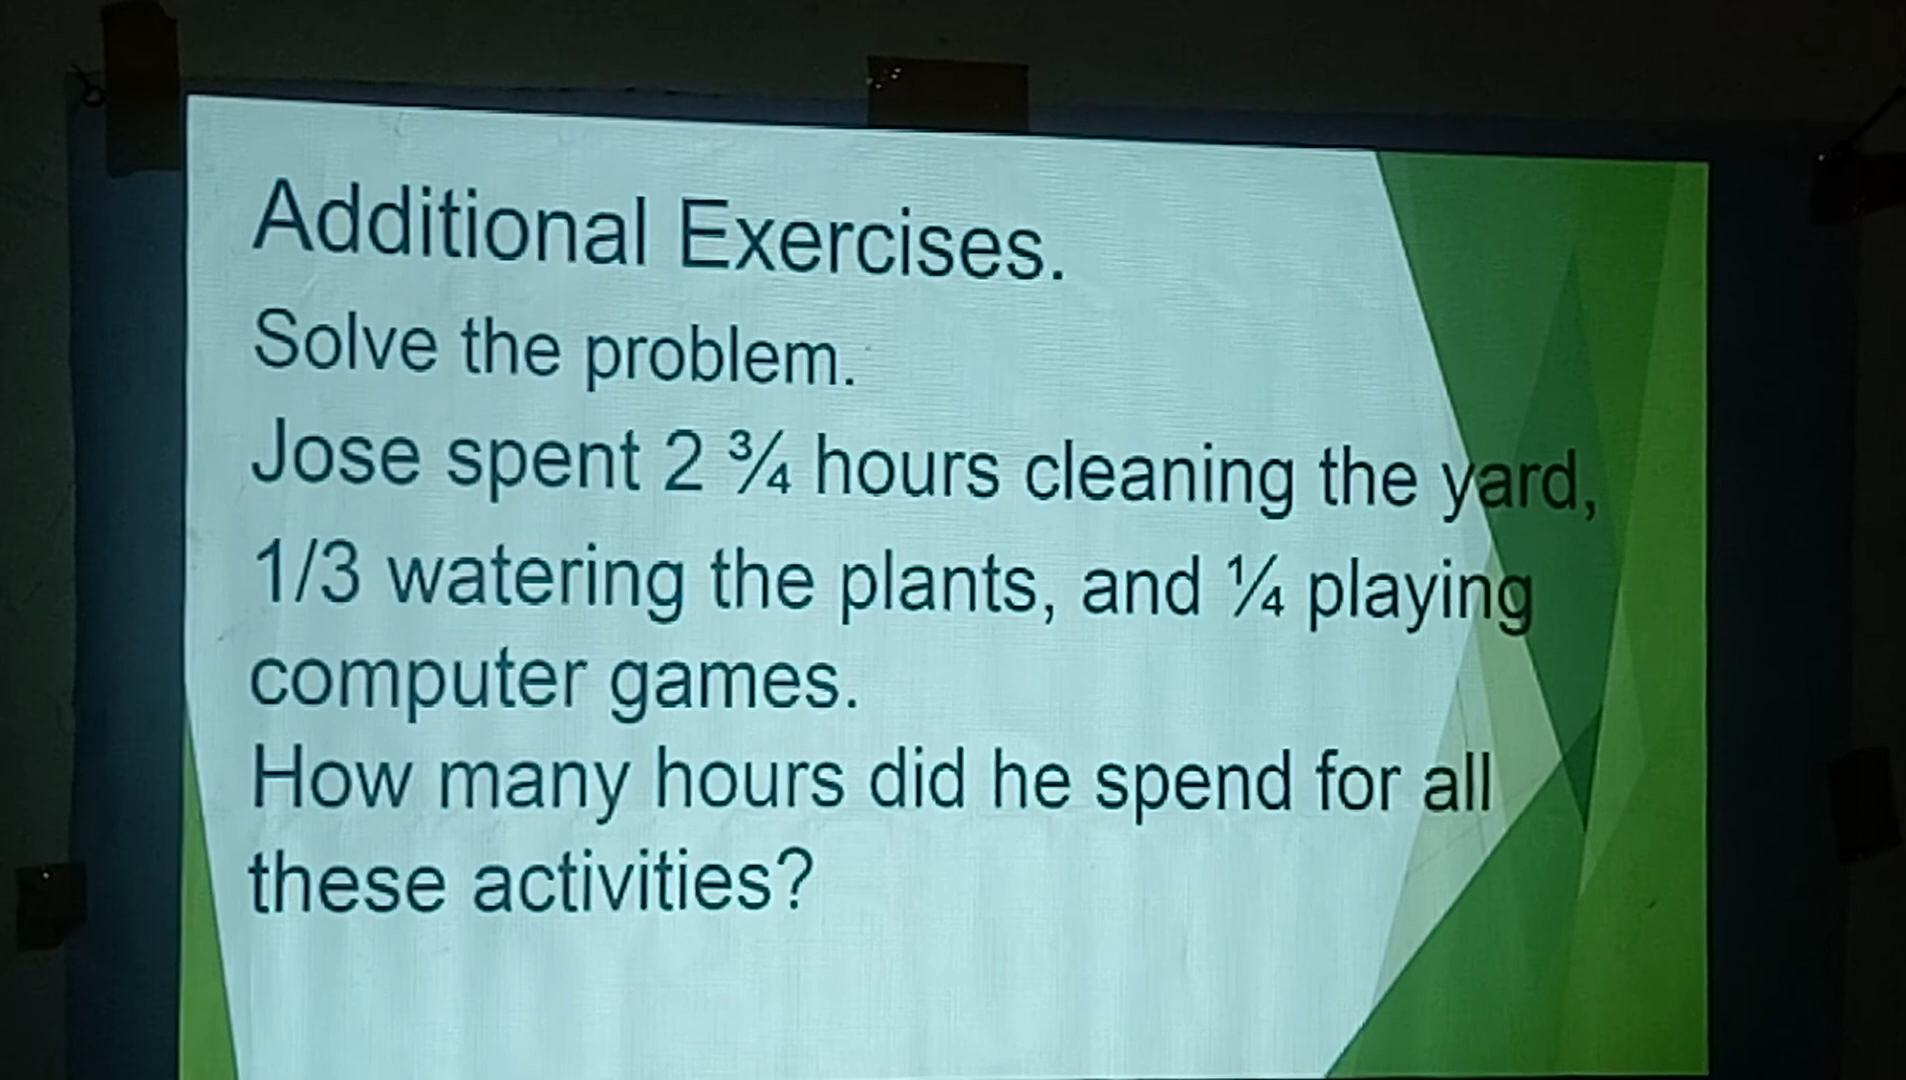 Additional Exercises.
Solve the problem.
Jose spent 2 ¾ hours cleaning the yard,
1/3 watering the plants, and ¼ playing
computer games.
How many hours did he spend for all
these activities?